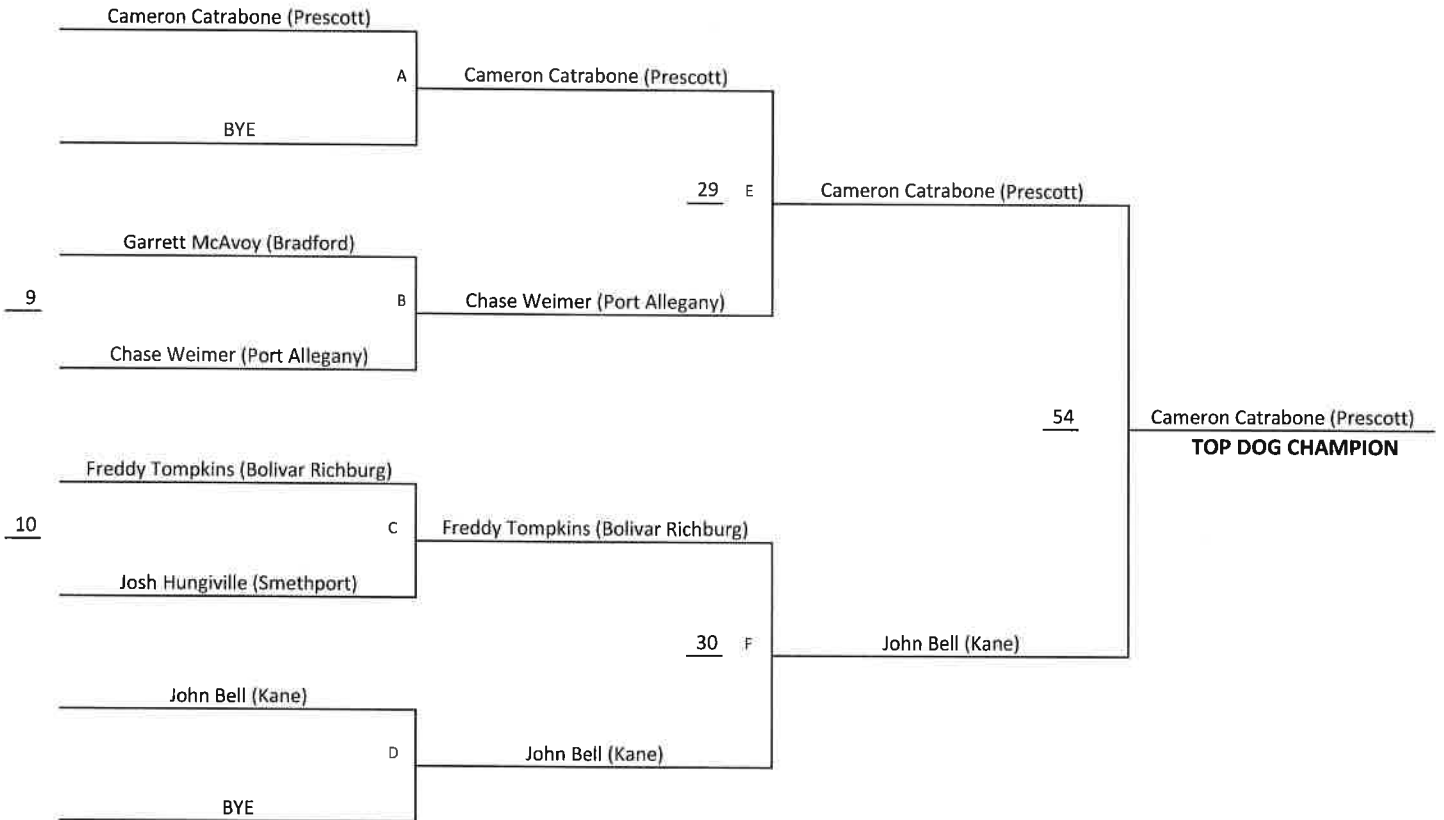 Cameron Catrabone (Prescott)
A
Cameron Catrabone (Prescott)
BYE
29
E
Cameron Catrabone (Prescott)
Garrett McAvoy (Bradford)
9
B
Chase Weimer (Port Allegany)
Chase Weimer (Port Allegany)
54
Cameron Catrabone (Prescott)
TOP DOG CHAMPION
Freddy Tompkins (Bolivar Richburg)
10
C
Freddy Tompkins (Bolivar Richburg)
Josh Hungiville (Smethport)
30
F
John Bell (Kane)
John Bell (Kane)
D
John Bell (Kane)
BYE